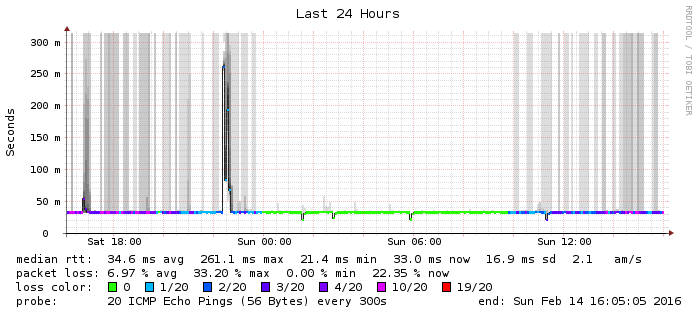 Last 24 Hours
RRDTOOL / TOBI OETIKER
Seconds
300 m
250 m
200 m
150 m
100 m
50 m
0
Sat 18:00 Sun 00:00 Sun 06:00 Sun 12:00
median rtt: 34.6 ms avg 261.1 ms max 21.4 ms min 33.0 ms now 16.9 ms sd 2.1 am/s
packet loss: 6.97 % avg 33.20 % max 0.00 % min 22.35 % now
loss color: 0 1/20 2/20 3/20 4/20 10/20 19/20
probe: 20 ICMP Echo Pings (56 Bytes) every 300s end: Sun Feb 14 16:05:05 2016